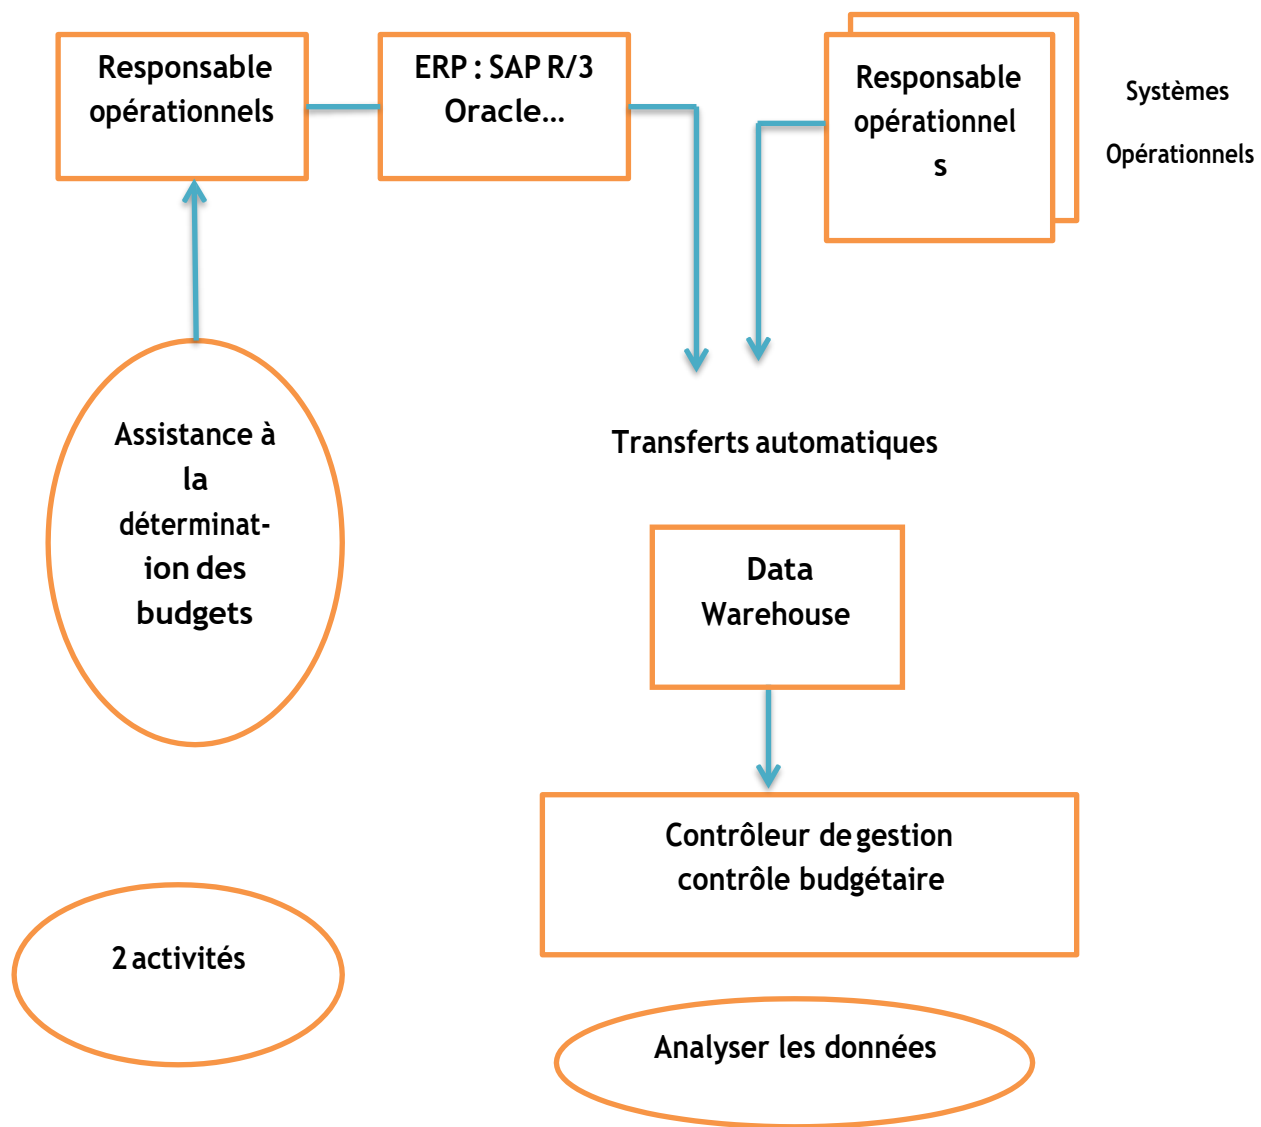 Responsable
opérationnels
ERP : SAP R/3
Oracle...
Responsable
opérationnel
s
Systèmes
Opérationnels
Assistance à
la
déterminat-
ion des
budgets
Transferts automatiques
Data
Warehouse
Contrôleur de gestion
contrôle budgétaire
2 activités
Analyser les données